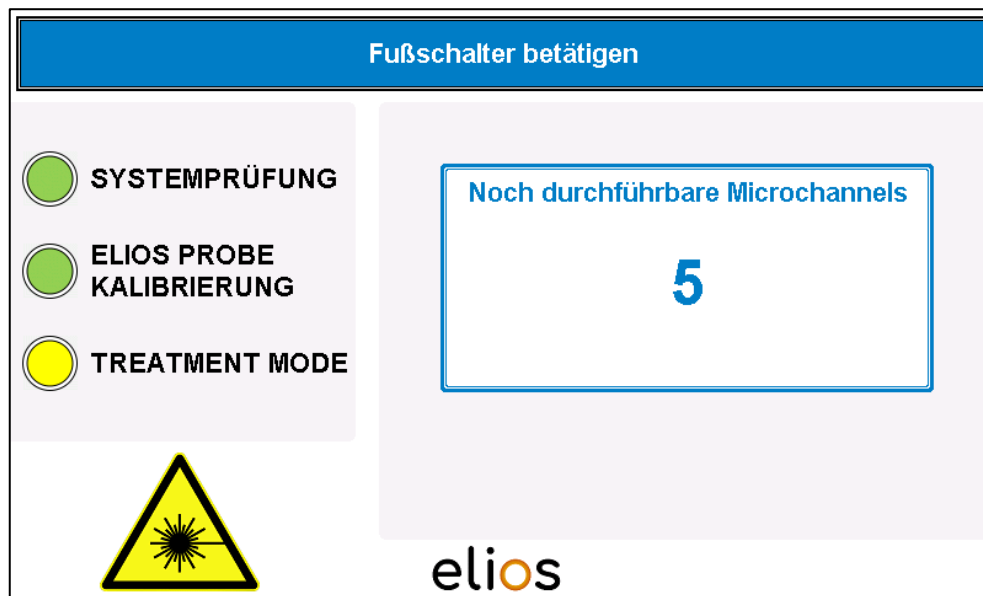 Fußschalter betätigen
SYSTEMPRÜFUNG
ELIOS PROBE
KALIBRIERUNG
TREATMENT MODE
Noch durchführbare Microchannels
5
elios